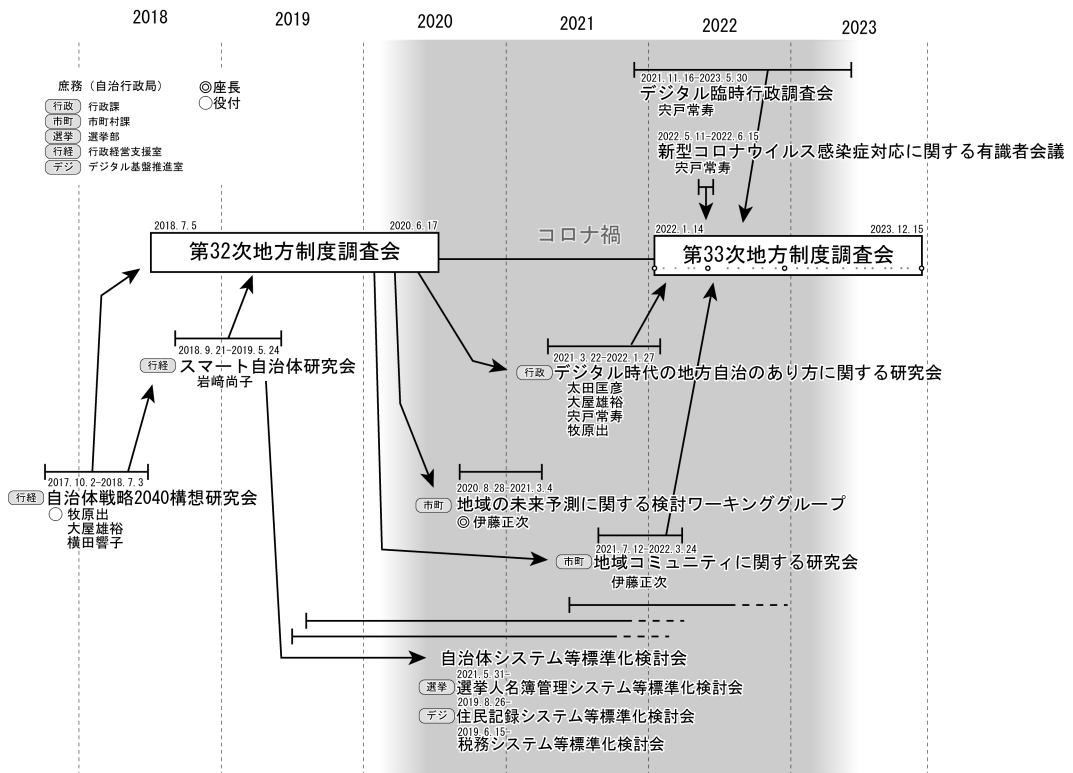 2018
2019
2020
2021
2022
2023
庶務（自治行政局）
行政 行政課
市町 市町村課
選挙 選挙部
行経 行政経営支援室
デジ デジタル基盤推進室
◎座長
○役付
2021.11.16-2023.5.30
デジタル臨時行政調査会
宍戸常寿
2022.5.11-2022.6.15
新型コロナウイルス感染症対応に関する有識者会議
宍戸常寿
2018.7.5
2020.6.17
第32次地方制度調査会
コロナ禍
2022.1.14
2023.12.15
第33次地方制度調査会
2018.9.21-2019.5.24
行経 スマート自治体研究会
岩﨑尚子
2021.3.22-2022.1.27
行政 デジタル時代の地方自治のあり方に関する研究会
太田匡彦
大屋雄裕
宍戸常寿
牧原出
2017.10.2-2018.7.3
行経 自治体戦略2040構想研究会
○ 牧原出
大屋雄裕
横田響子
2020.8.28-2021.3.4
市町 地域の未来予測に関する検討ワーキンググループ
◎ 伊藤正次
2021.7.12-2022.3.24
市町 地域コミュニティに関する研究会
伊藤正次
自治体システム等標準化検討会
2021.5.31-
選挙 選挙人名簿管理システム等標準化検討会
2019.8.26-
デジ 住民記録システム等標準化検討会
2019.6.15-
税務システム等標準化検討会